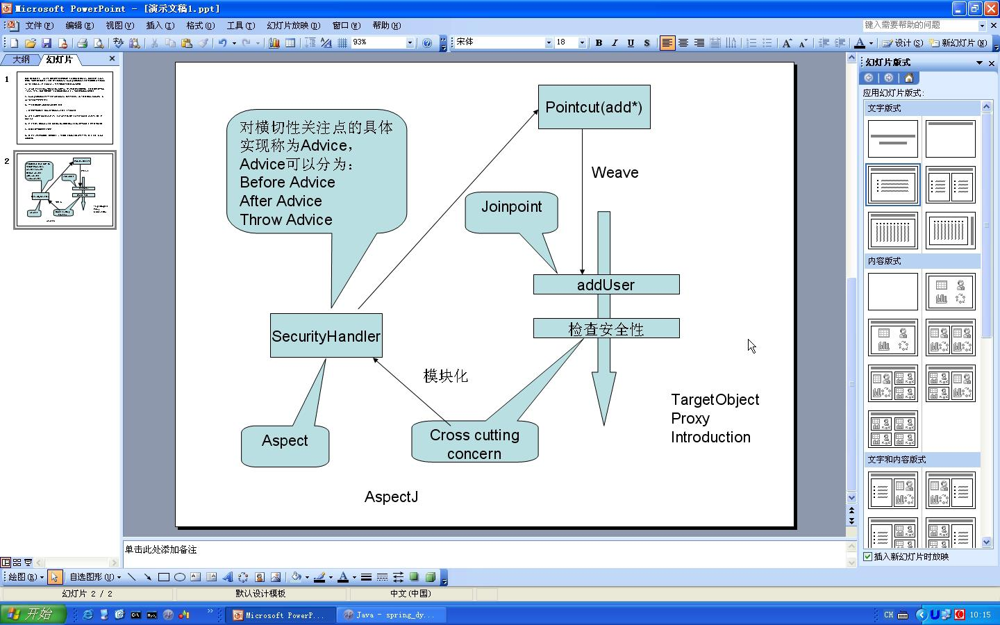 Microsoft PowerPoint - [演示文稿1.ppt]
文件(F) 编辑(E) 视图(V) 插入(I) 格式(O) 工具(T) 幻灯片放映(D) 窗口(W) 帮助(H) 键入需要帮助的问题
93% 宋体 18 B I U S A A A 设计(S) 新幻灯片(N)
大纲 幻灯片
1
2
Pointcut(add*)
对横切性关注点的具体
实现称为Advice，
Advice可以分为：
Before Advice
After Advice
Throw Advice
Weave
Joinpoint
addUser
检查安全性
SecurityHandler
模块化
TargetObject
Proxy
Introduction
Aspect
Cross cutting
concern
AspectJ
单击此处添加备注
幻灯片版式
应用幻灯片版式:
文字版式
内容版式
文字和内容版式
插入新幻灯片时放映
绘图(R) 自选图形(U)
幻灯片 2 / 2 默认设计模板 中文(中国)
开始 Microsoft PowerP... Java - spring_dy... CH 10:15